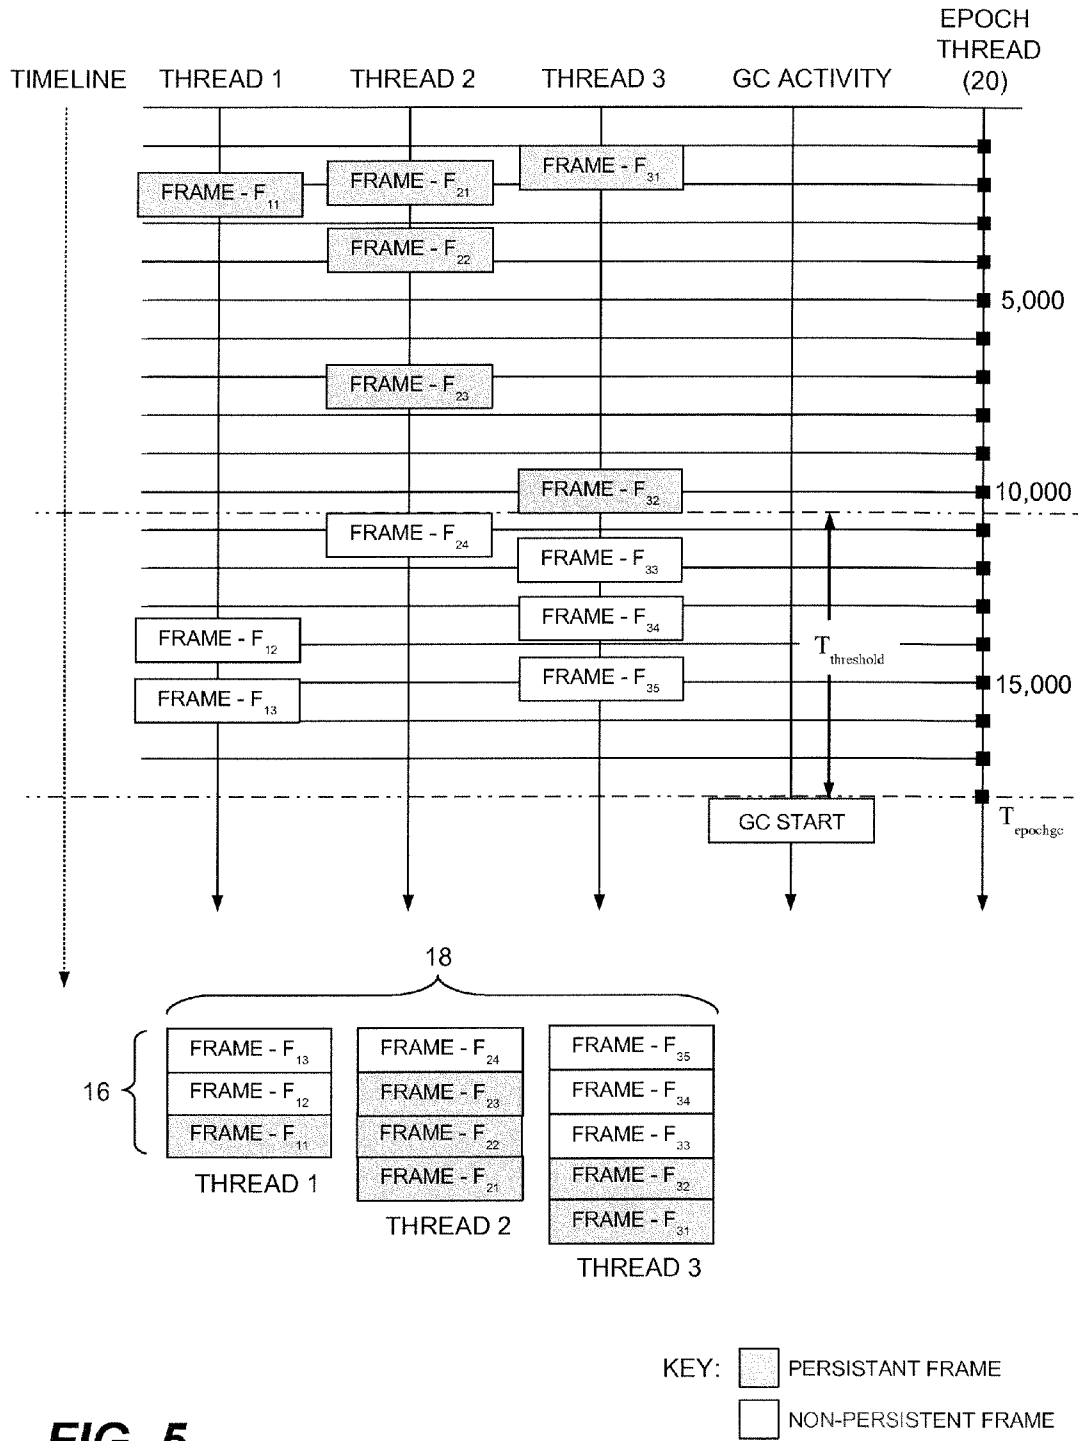 EPOCH
THREAD
(20)
TIMELINE
THREAD 1
THREAD 2
THREAD 3
GC ACTIVITY
FRAME - F31
FRAME - F21
FRAME - F11
FRAME - F22
5,000
FRAME - F23
FRAME - F32
10,000
FRAME - F24
FRAME - F33
FRAME - F34
FRAME - F12
Tthreshold
FRAME - F35
15,000
FRAME - F13
GC START
Tepochgc
18
16
FRAME - F13
FRAME - F12
FRAME - F11
THREAD 1
FRAME - F24
FRAME - F23
FRAME - F22
FRAME - F21
THREAD 2
FRAME - F35
FRAME - F34
FRAME - F33
FRAME - F32
FRAME - F31
THREAD 3
KEY:
PERSISTANT FRAME
NON-PERSISTENT FRAME
FIG. 5